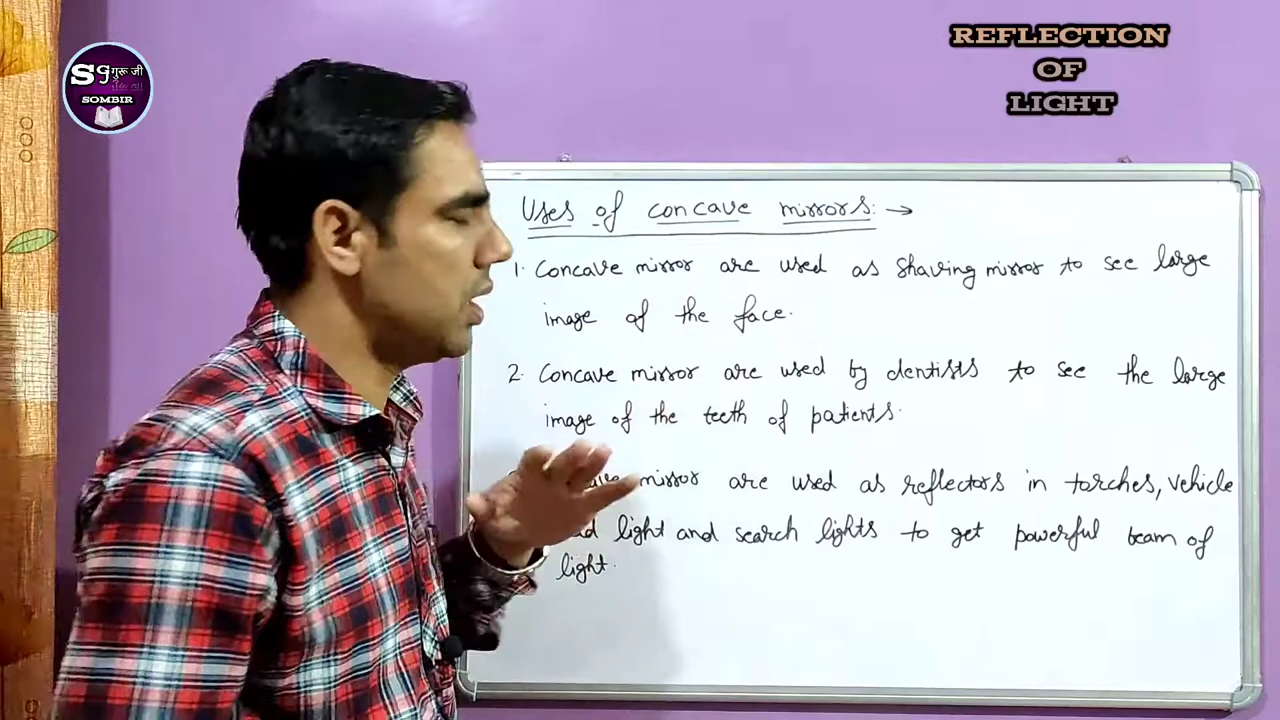 SG गुरू जी
SOMBIR
REFLECTION
OF
LIGHT
Uses of concave mirrors: →
1. Concave mirror are used as shaving mirror to see large
image of the face.
2. Concave mirror are used by dentists to see the large
image of the teeth of patients.
mirror are used as reflectors in torches, vehicle
light and search lights to get powerful beam of
light.